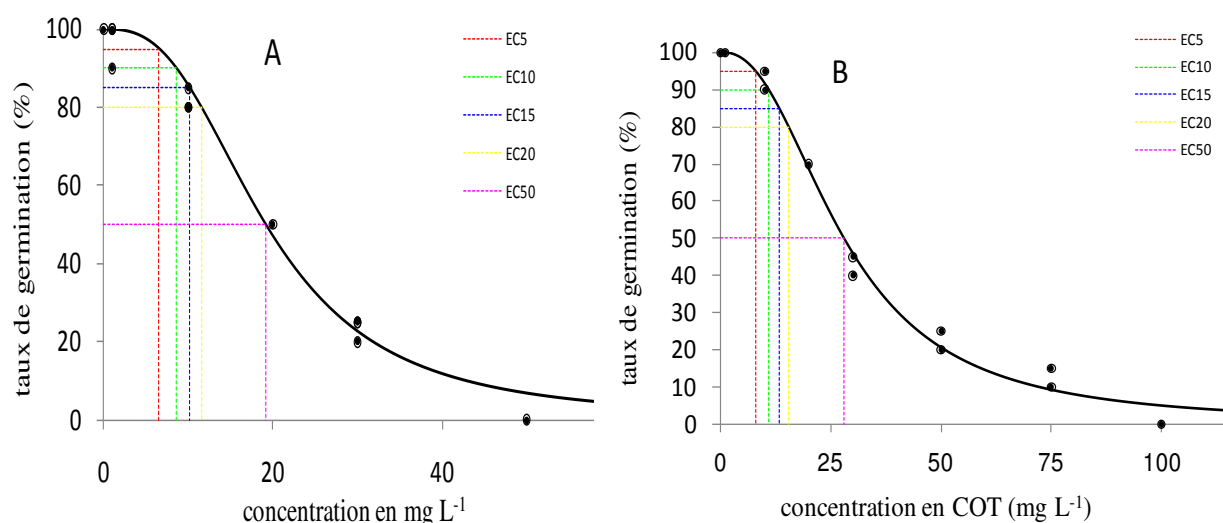 A
EC5
EC10
EC15
EC20
EC50
taux de germination (%)
100
80
60
40
20
0
0 20 40
concentration en mg L-1
B
EC5
EC10
EC15
EC20
EC50
taux de germination (%)
100
90
80
70
60
50
40
30
20
10
0
0 25 50 75 100
concentration en COT (mg L-1)